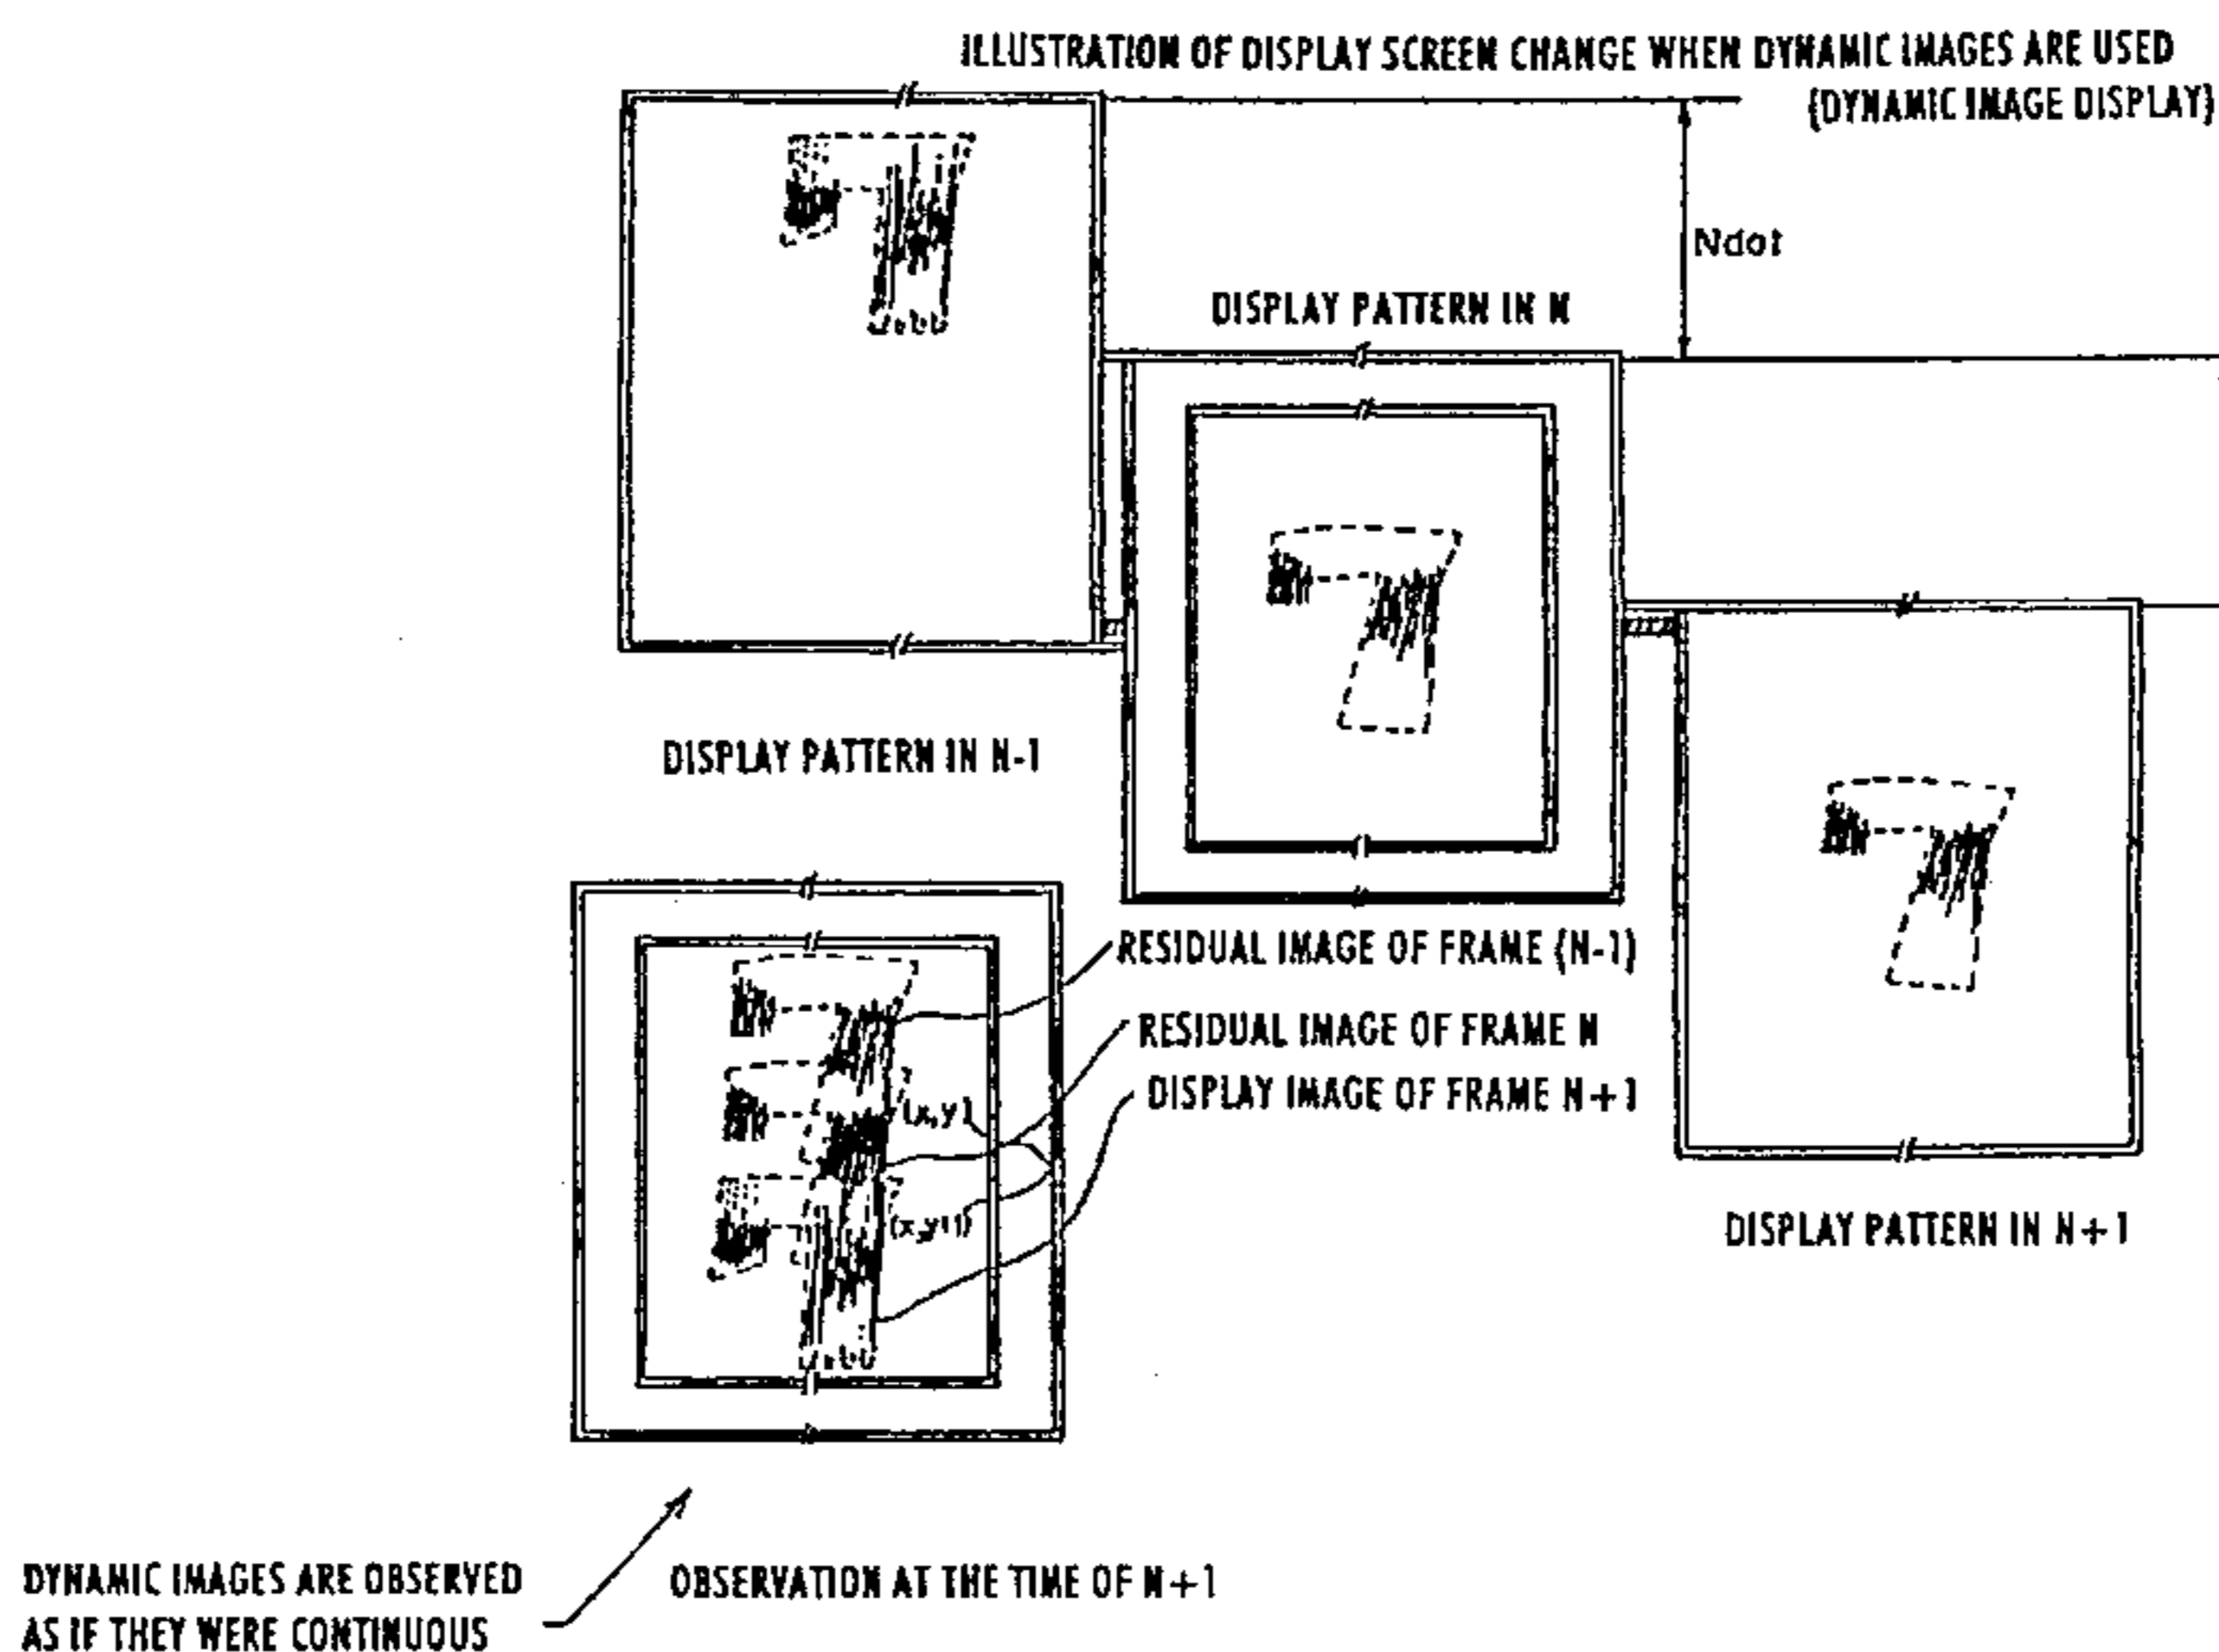 ILLUSTRATION OF DISPLAY SCREEN CHANGE WHEN DYNAMIC IMAGES ARE USED
(DYNAMIC IMAGE DISPLAY)
Ndot
DISPLAY PATTERN IN N
DISPLAY PATTERN IN N-1
RESIDUAL IMAGE OF FRAME (N-1)
RESIDUAL IMAGE OF FRAME N
DISPLAY IMAGE OF FRAME N+1
(x,y)
(x,y11)
DISPLAY PATTERN IN N+1
OBSERVATION AT THE TIME OF N+1
DYNAMIC IMAGES ARE OBSERVED
AS IF THEY WERE CONTINUOUS